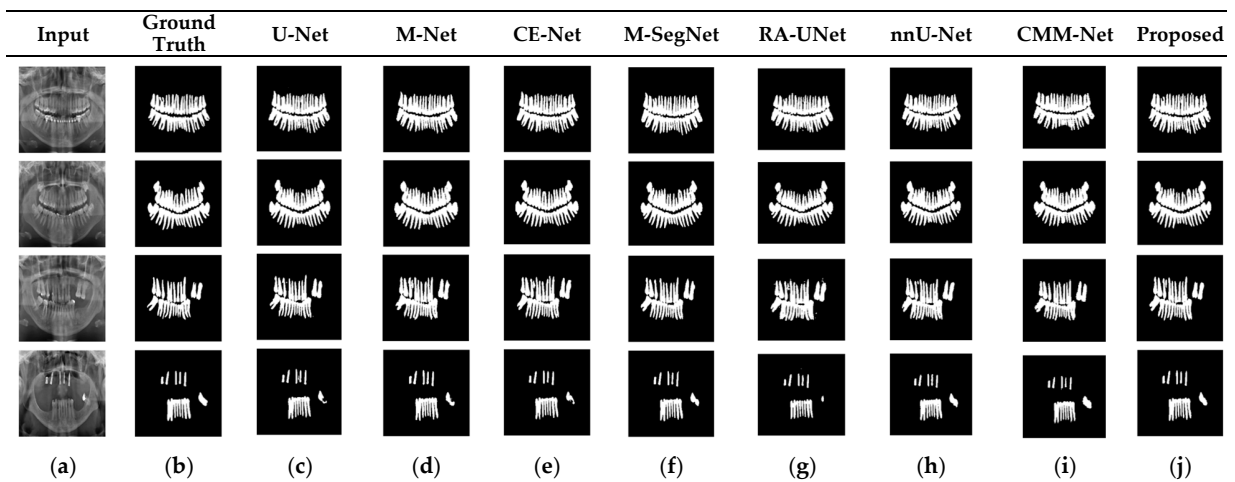 Input Ground Truth U-Net M-Net CE-Net M-SegNet RA-UNet nnU-Net CMM-Net Proposed
(a) (b) (c) (d) (e) (f) (g) (h) (i) (j)